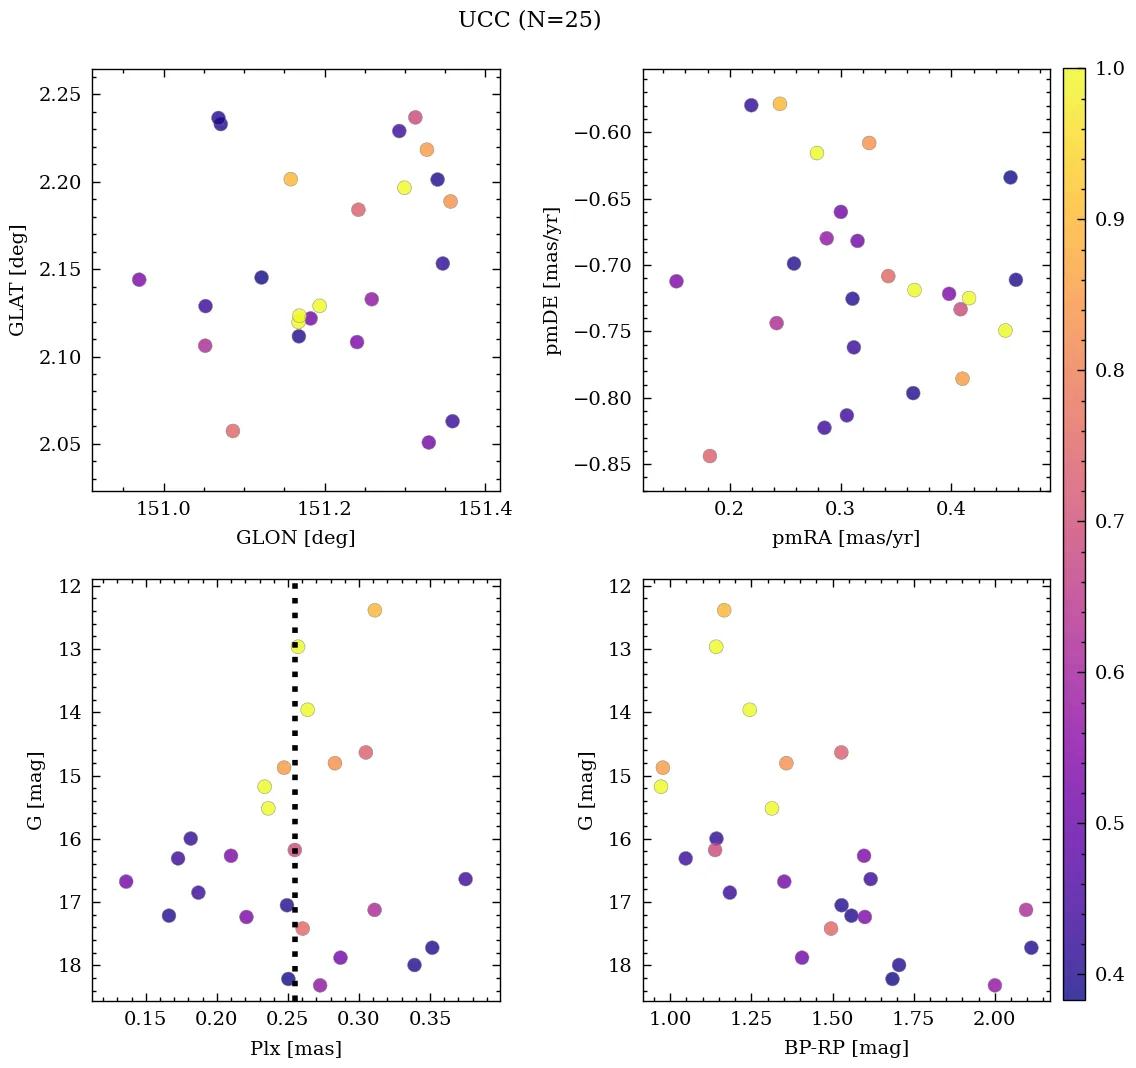 UCC (N=25)
2.25
2.20
2.15
2.10
2.05
GLAT [deg]
151.0 151.2 151.4
GLON [deg]
−0.60
−0.65
−0.70
−0.75
−0.80
−0.85
pmDE [mas/yr]
0.2 0.3 0.4
pmRA [mas/yr]
12
13
14
15
16
17
18
G [mag]
0.15 0.20 0.25 0.30 0.35
Plx [mas]
12
13
14
15
16
17
18
G [mag]
1.00 1.25 1.50 1.75 2.00
BP-RP [mag]
1.0
0.9
0.8
0.7
0.6
0.5
0.4